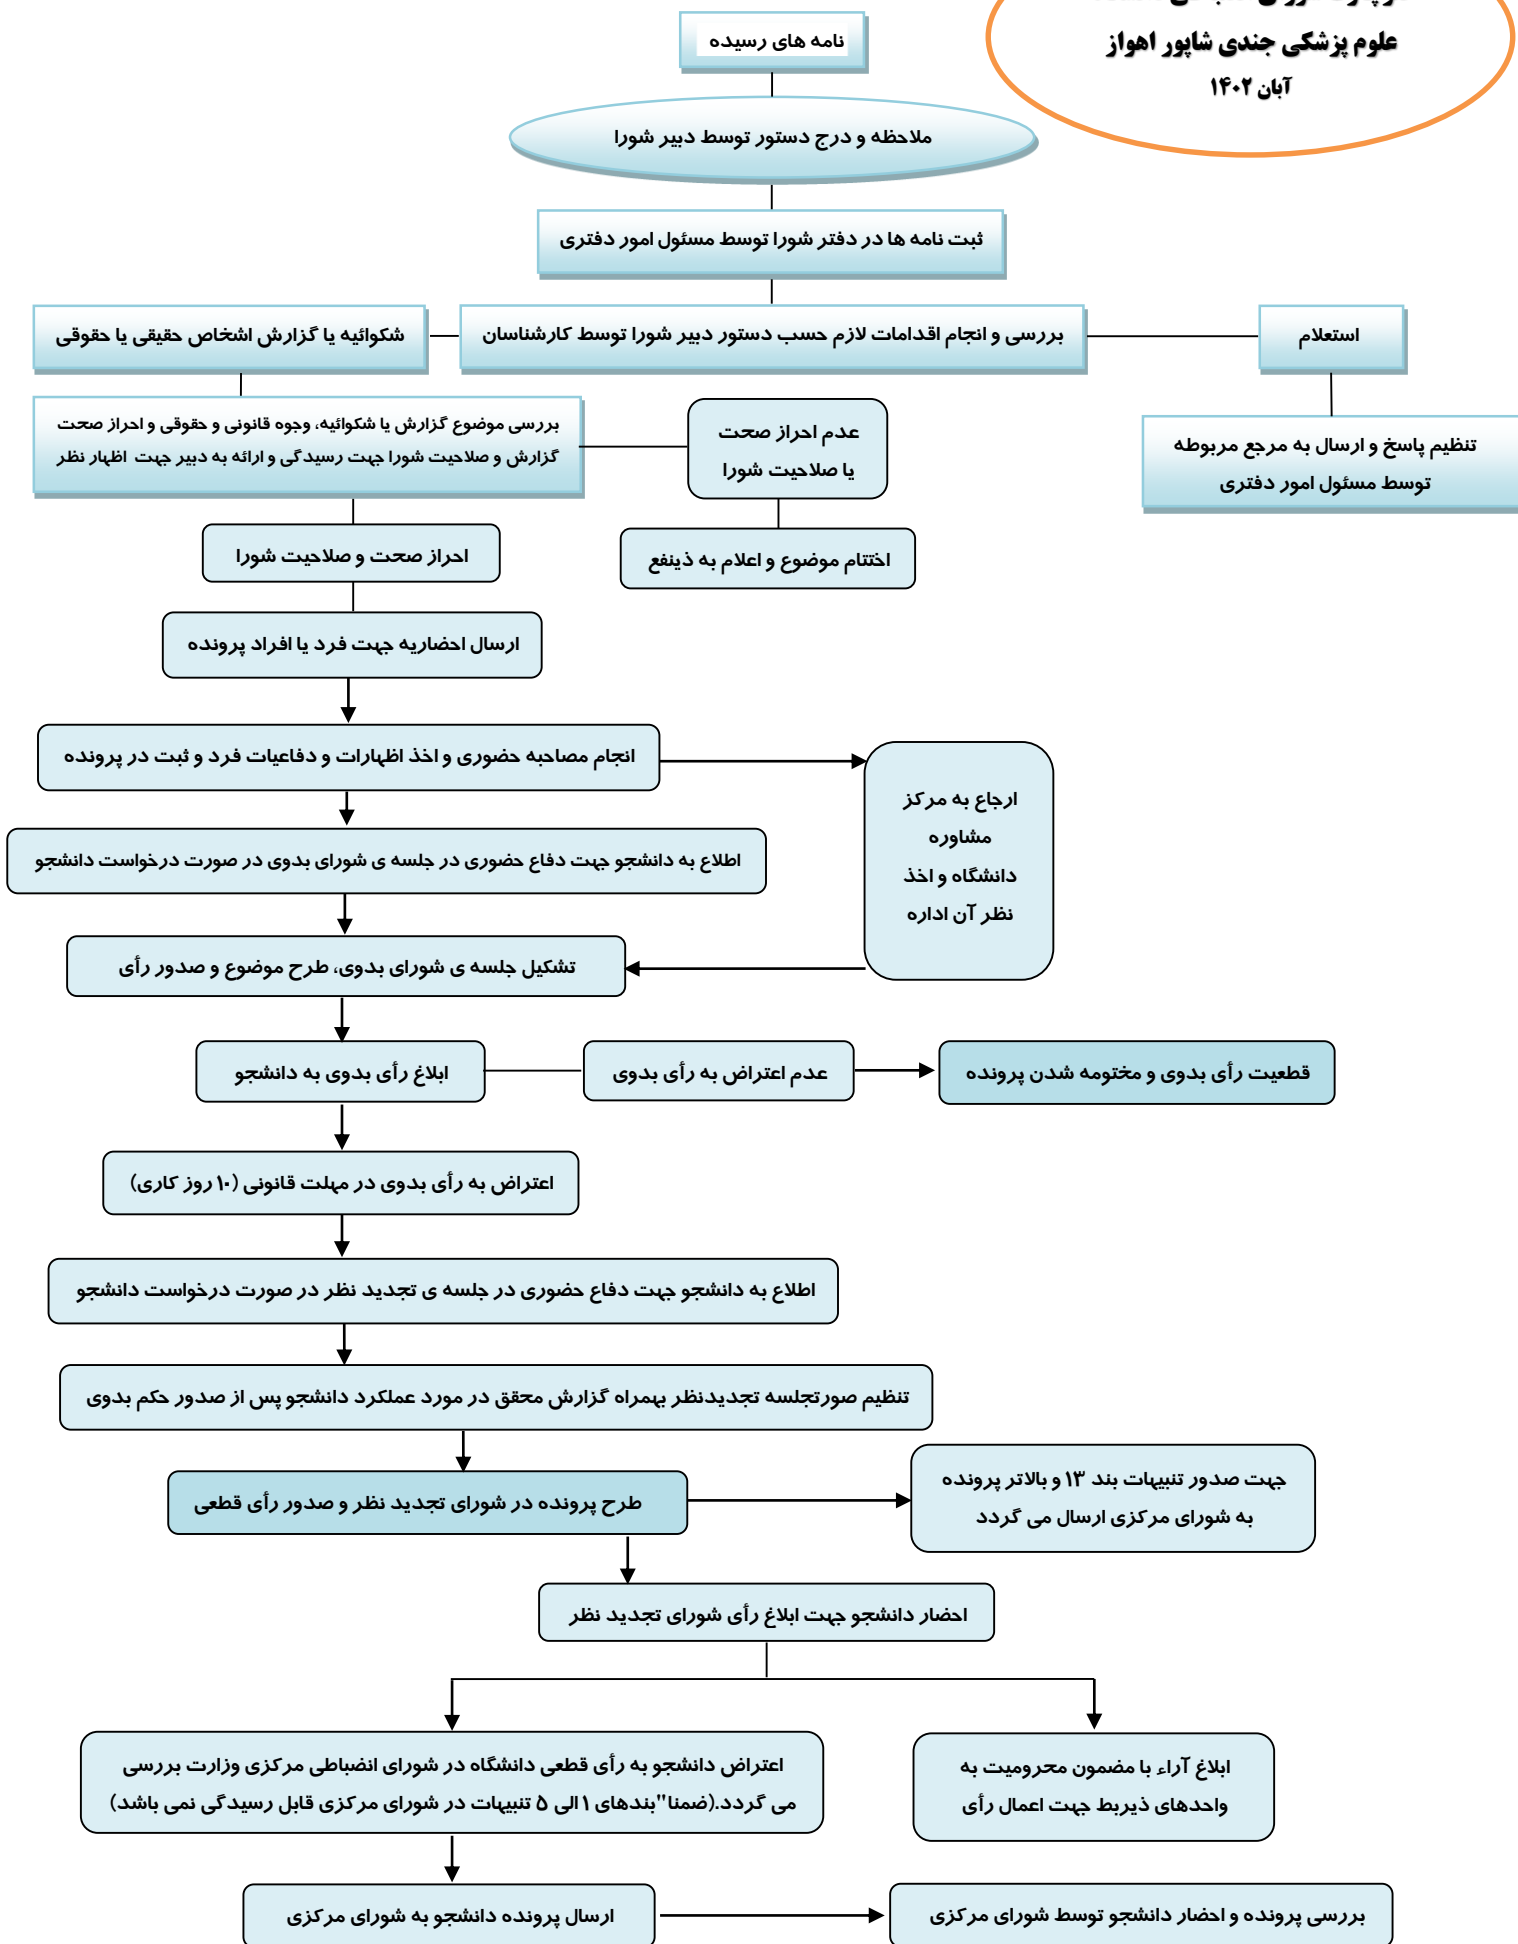 علوم پزشکی جندی شاپور اهواز
آبان ۱۴۰۲
نامه های رسیده
ملاحظه و درج دستور توسط دبیر شورا
ثبت نامه ها در دفتر شورا توسط مسئول امور دفتری
استعلام
بررسی و انجام اقدامات لازم حسب دستور دبیر شورا توسط کارشناسان
شکوائیه یا گزارش اشخاص حقیقی یا حقوقی
تنظیم پاسخ و ارسال به مرجع مربوطه
توسط مسئول امور دفتری
عدم احراز صحت
یا صلاحیت شورا
بررسی موضوع گزارش یا شکوائیه، وجوه قانونی و حقوقی و احراز صحت
گزارش و صلاحیت شورا جهت رسیدگی و ارائه به دبیر جهت اظهار نظر
اختتام موضوع و اعلام به ذینفع
احراز صحت و صلاحیت شورا
ارسال احضاریه جهت فرد یا افراد پرونده
انجام مصاحبه حضوری و اخذ اظهارات و دفاعیات فرد و ثبت در پرونده
ارجاع به مرکز
مشاوره
دانشگاه و اخذ
نظر آن اداره
اطلاع به دانشجو جهت دفاع حضوری در جلسه ی شورای بدوی در صورت درخواست دانشجو
تشکیل جلسه ی شورای بدوی، طرح موضوع و صدور رأی
ابلاغ رأی بدوی به دانشجو
عدم اعتراض به رأی بدوی
قطعیت رأی بدوی و مختومه شدن پرونده
اعتراض به رأی بدوی در مهلت قانونی (۱۰ روز کاری)
اطلاع به دانشجو جهت دفاع حضوری در جلسه ی تجدید نظر در صورت درخواست دانشجو
تنظیم صورتجلسه تجدیدنظر بهمراه گزارش محقق در مورد عملکرد دانشجو پس از صدور حکم بدوی
طرح پرونده در شورای تجدید نظر و صدور رأی قطعی
جهت صدور تنبیهات بند ۱۳ و بالاتر پرونده
به شورای مرکزی ارسال می گردد
احضار دانشجو جهت ابلاغ رأی شورای تجدید نظر
ابلاغ آراء با مضمون محرومیت به
واحدهای ذیربط جهت اعمال رأی
اعتراض دانشجو به رأی قطعی دانشگاه در شورای انضباطی مرکزی وزارت بررسی
می گردد.(ضمنا"بندهای ۱ الی ۵ تنبیهات در شورای مرکزی قابل رسیدگی نمی باشد)
ارسال پرونده دانشجو به شورای مرکزی
بررسی پرونده و احضار دانشجو توسط شورای مرکزی